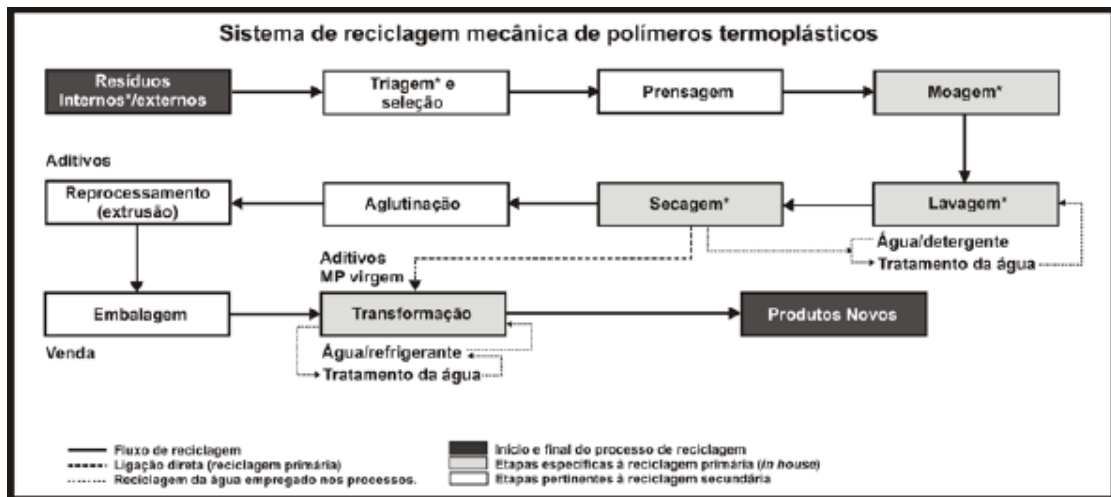 Sistema de reciclagem mecânica de polímeros termoplásticos
Resíduos
Internos*/externos
Triagem* e
seleção
Prensagem
Moagem*
Aditivos
Reprocessamento
(extrusão)
Aglutinação
Secagem*
Lavagem*
Água/detergente
Tratamento da água
Aditivos
MP virgem
Embalagem
Transformação
Produtos Novos
Venda
Água/refrigerante
Tratamento da água
Fluxo de reciclagem
Ligação direta (reciclagem primária)
Reciclagem da água empregado nos processos.
Início e final do processo de reciclagem
Etapas específicas à reciclagem primária (in house)
Etapas pertinentes à reciclagem secundária